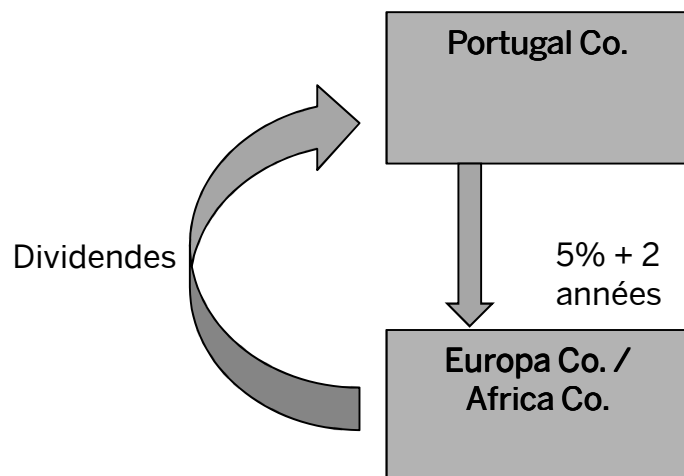 Portugal Co.
Dividendes
5% + 2
années
Europa Co. /
Africa Co.